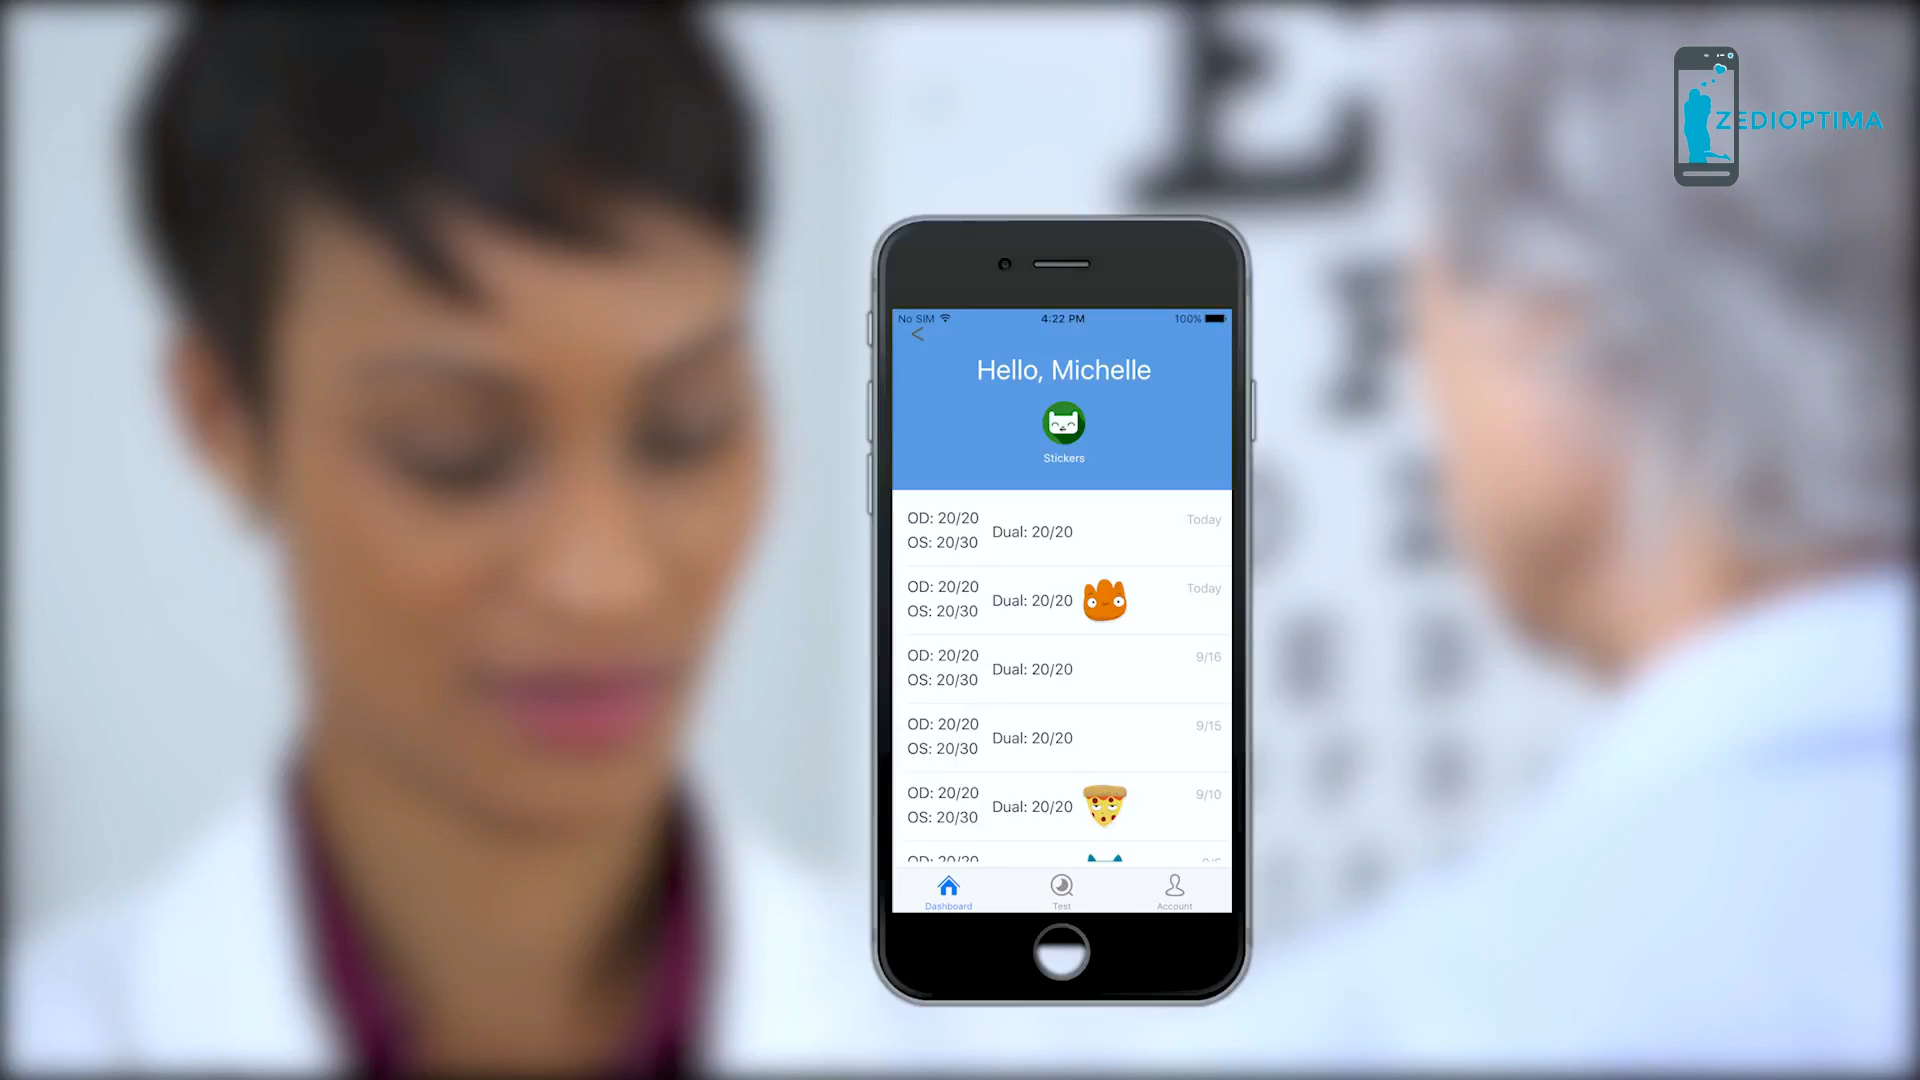 ZEDIOPTIMA
E
No SIM 4:22 PM 100%
<
Hello, Michelle
Stickers
OD: 20/20
OS: 20/30
Dual: 20/20
Today
OD: 20/20
OS: 20/30
Dual: 20/20
Today
OD: 20/20
OS: 20/30
Dual: 20/20
9/16
OD: 20/20
OS: 20/30
Dual: 20/20
9/15
OD: 20/20
OS: 20/30
Dual: 20/20
9/10
OD: 20/20
Dashboard
Test
Account